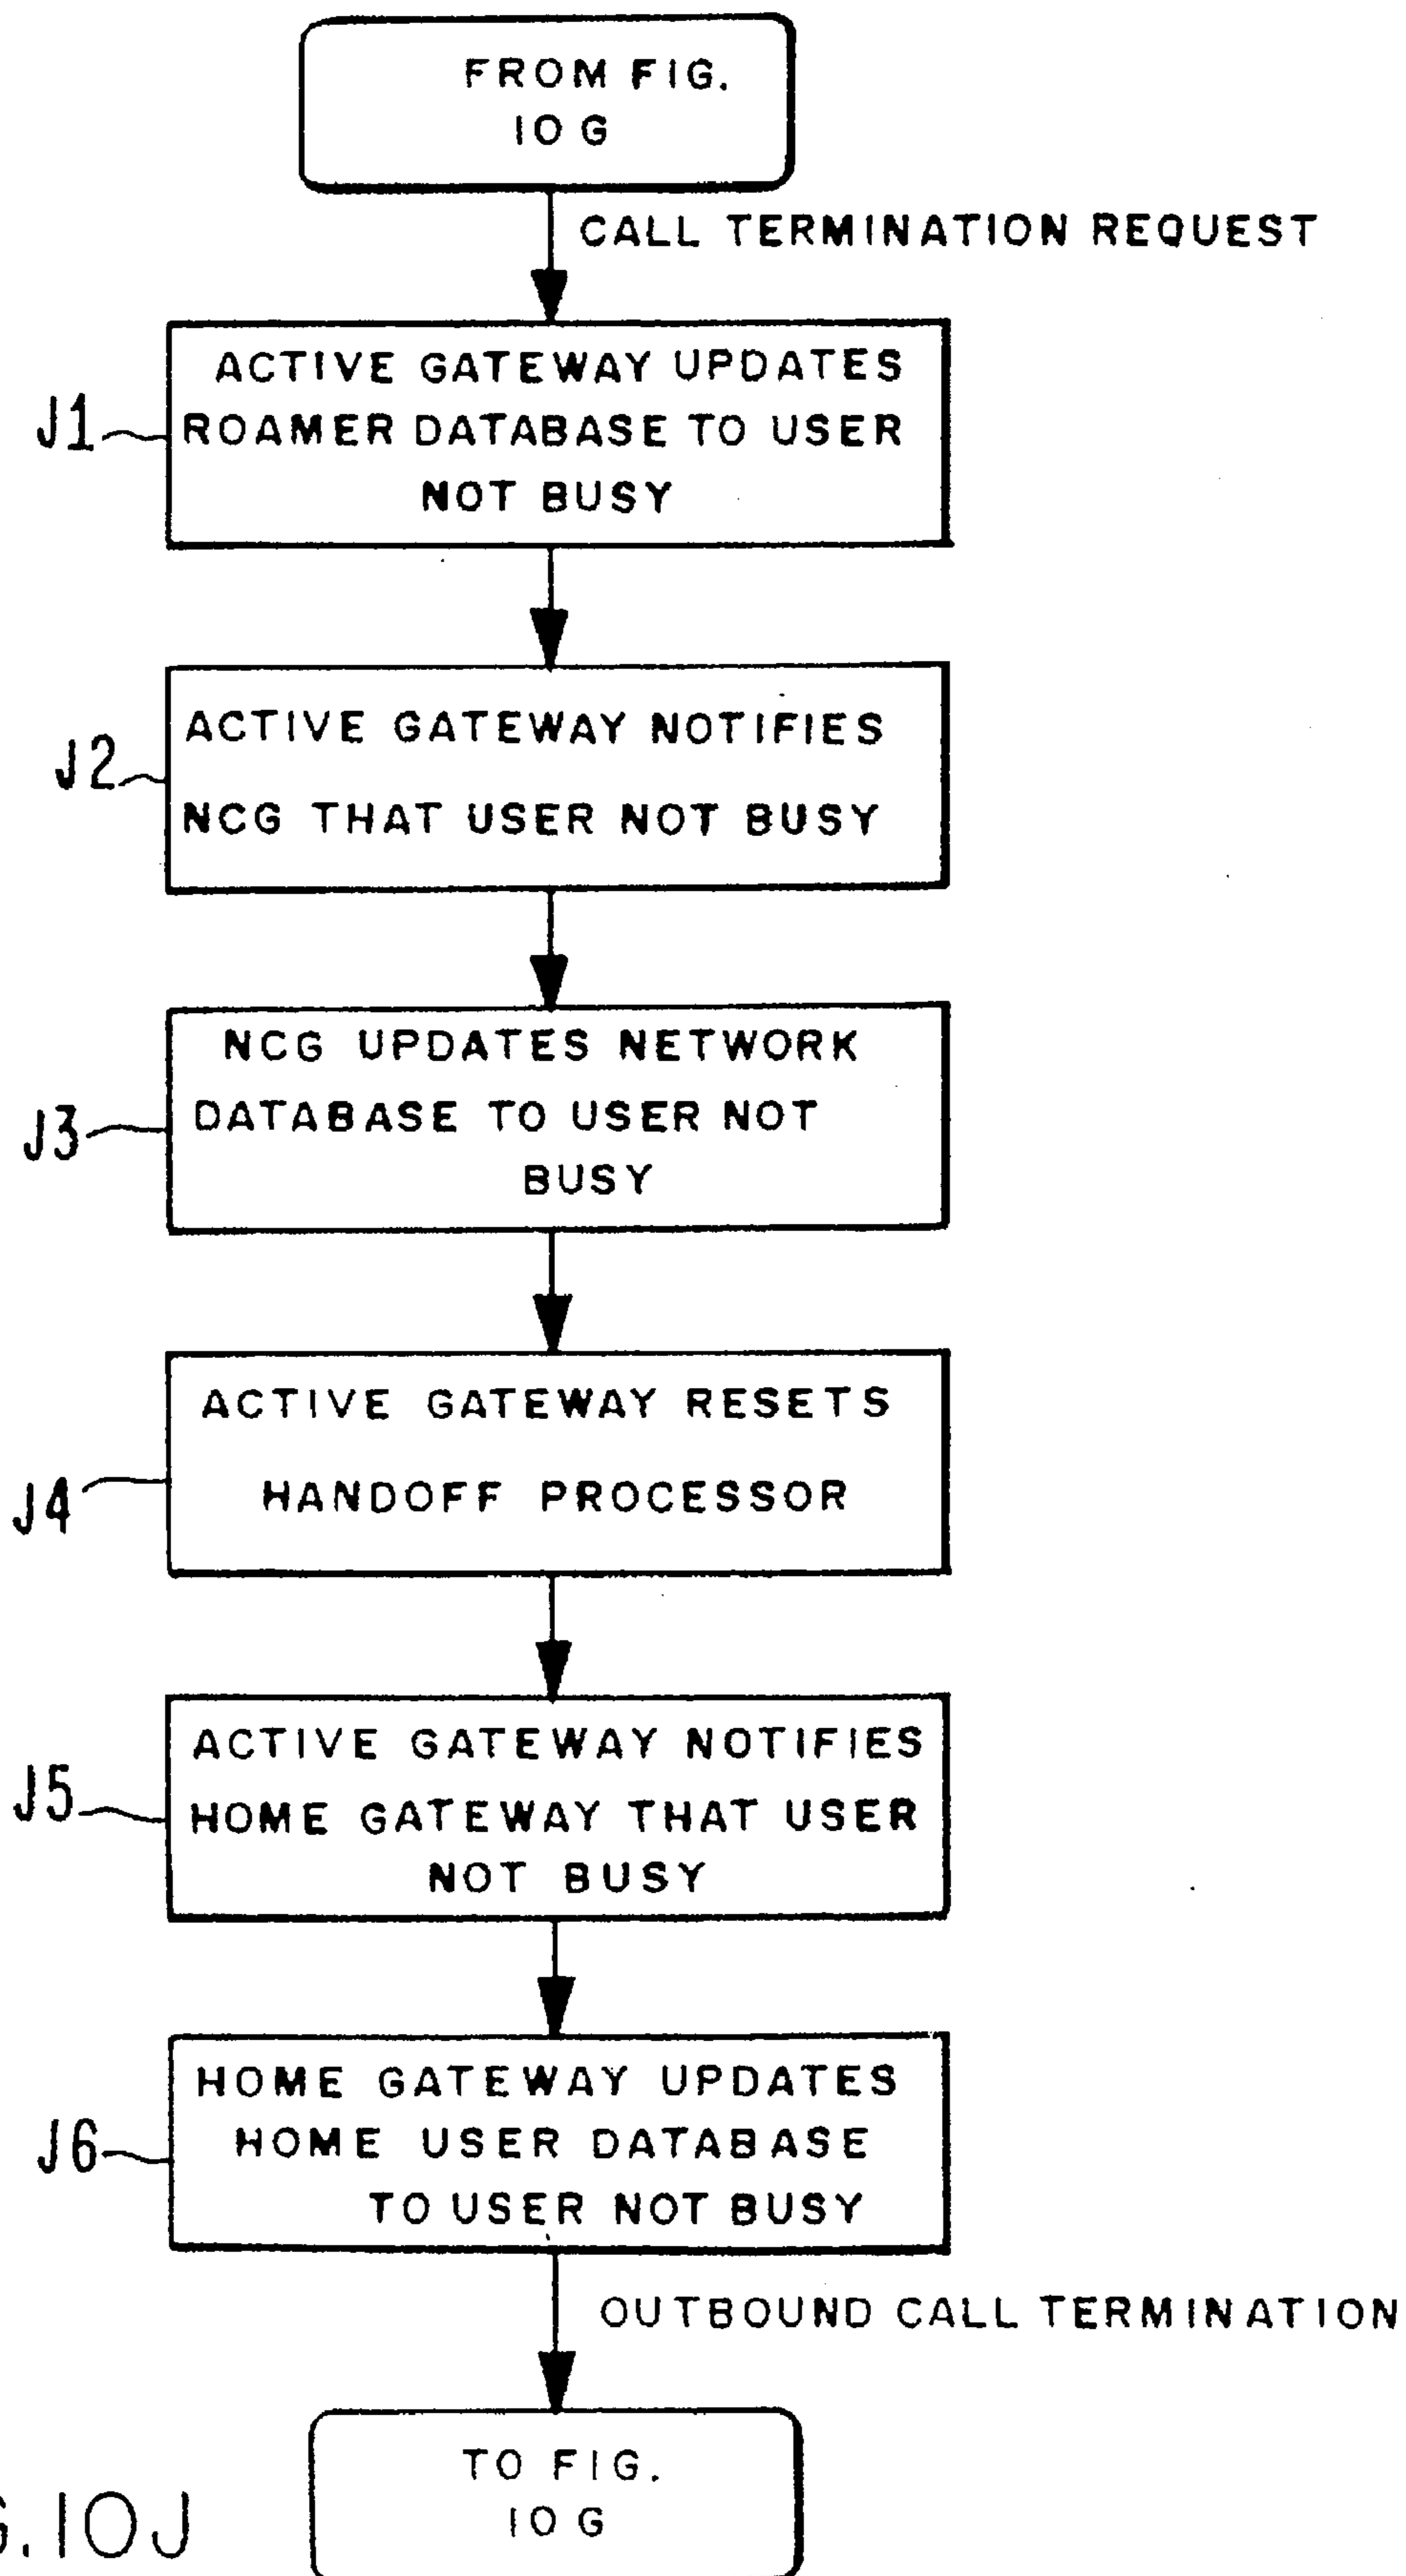 FROM FIG.
10 G
CALL TERMINATION REQUEST
ACTIVE GATEWAY UPDATES
J1 ROAMER DATABASE TO USER
NOT BUSY
ACTIVE GATEWAY NOTIFIES
J2
NCG THAT USER NOT BUSY
NCG UPDATES NETWORK
J3 DATABASE TO USER NOT
BUSY
ACTIVE GATEWAY RESETS
J4 HANDOFF PROCESSOR
ACTIVE GATEWAY NOTIFIES
J5 HOME GATEWAY THAT USER
NOT BUSY
HOME GATEWAY UPDATES
J6 HOME USER DATABASE
TO USER NOT BUSY
OUTBOUND CALL TERMINATION
TO FIG.
10 G
G.10J